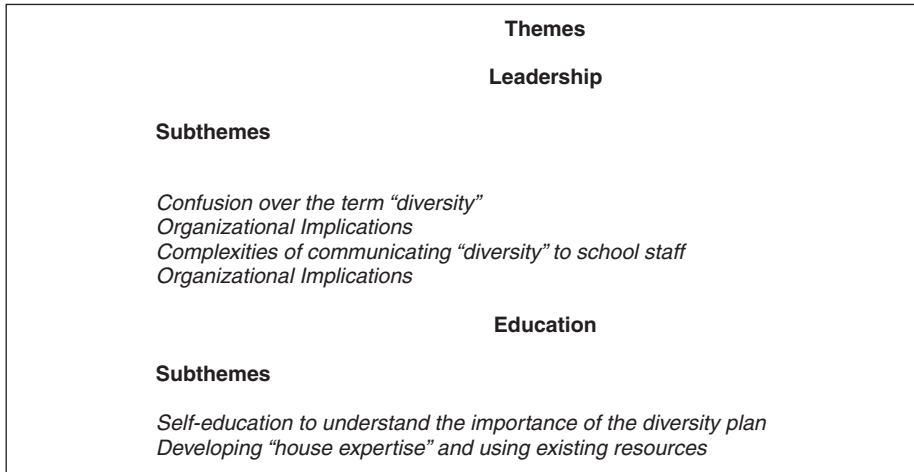 Themes
Leadership
Subthemes
Confusion over the term “diversity”
Organizational Implications
Complexities of communicating “diversity” to school staff
Organizational Implications
Education
Subthemes
Self-education to understand the importance of the diversity plan
Developing “house expertise” and using existing resources